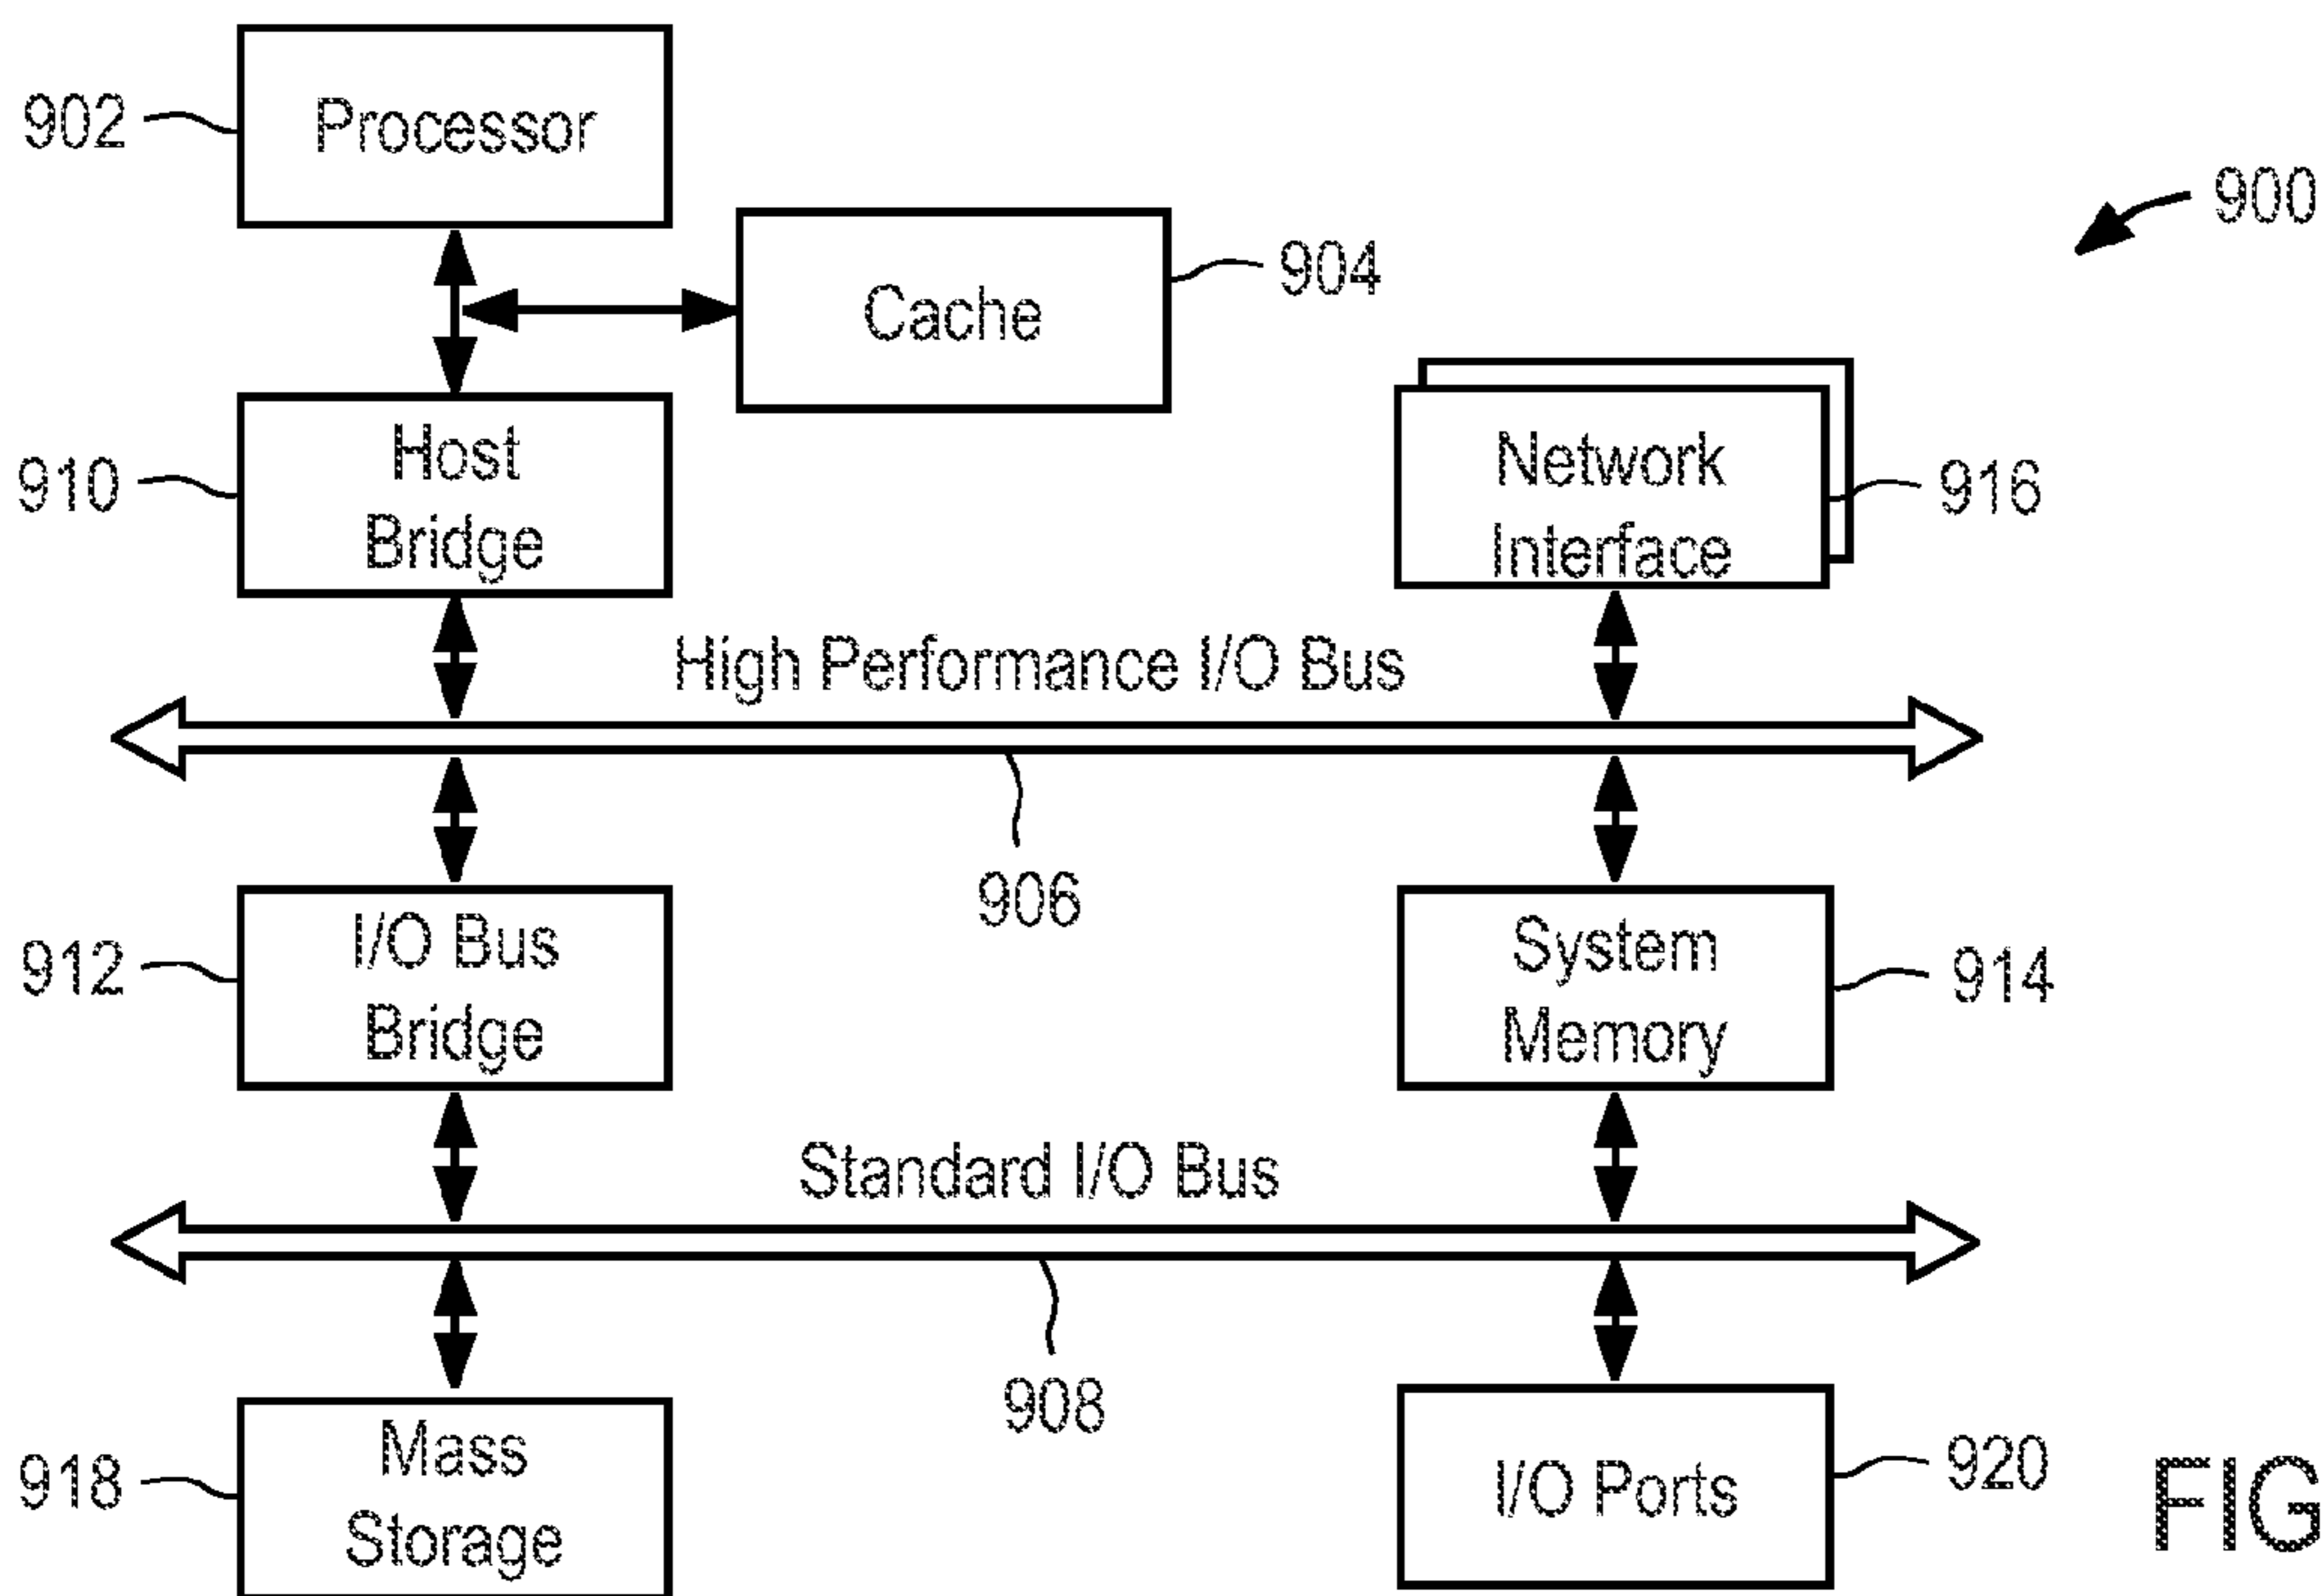 902
Processor
900
904
Cache
910
Host
Bridge
Network
Interface
916
High Performance I/O Bus
906
912
I/O Bus
Bridge
System
Memory
914
Standard I/O Bus
908
918
Mass
Storage
I/O Ports
920
FIG